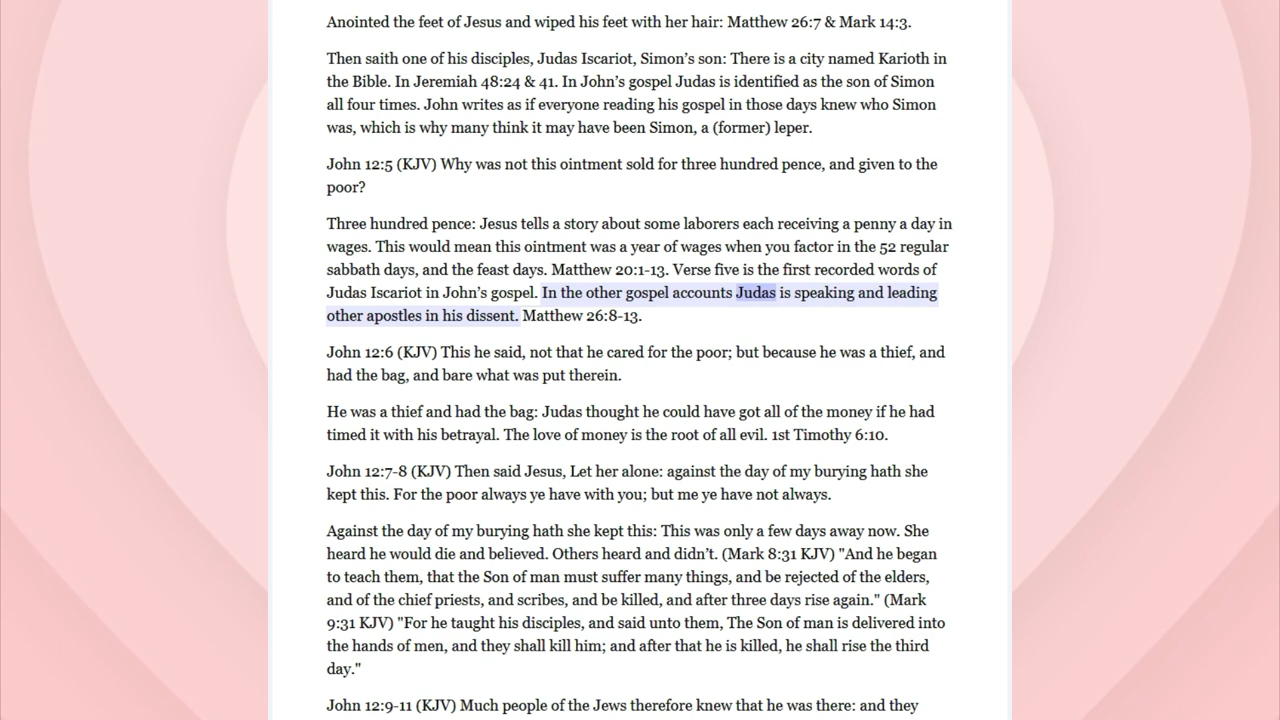 Anointed the feet of Jesus and wiped his feet with her hair: Matthew 26:7 & Mark 14:3.
Then saith one of his disciples, Judas Iscariot, Simon’s son: There is a city named Karioth in
the Bible. In Jeremiah 48:24 & 41. In John’s gospel Judas is identified as the son of Simon
all four times. John writes as if everyone reading his gospel in those days knew who Simon
was, which is why many think it may have been Simon, a (former) leper.
John 12:5 (KJV) Why was not this ointment sold for three hundred pence, and given to the
poor?
Three hundred pence: Jesus tells a story about some laborers each receiving a penny a day in
wages. This would mean this ointment was a year of wages when you factor in the 52 regular
sabbath days, and the feast days. Matthew 20:1-13. Verse five is the first recorded words of
Judas Iscariot in John’s gospel. In the other gospel accounts Judas is speaking and leading
other apostles in his dissent. Matthew 26:8-13.
John 12:6 (KJV) This he said, not that he cared for the poor; but because he was a thief, and
had the bag, and bare what was put therein.
He was a thief and had the bag: Judas thought he could have got all of the money if he had
timed it with his betrayal. The love of money is the root of all evil. 1st Timothy 6:10.
John 12:7-8 (KJV) Then said Jesus, Let her alone: against the day of my burying hath she
kept this. For the poor always ye have with you; but me ye have not always.
Against the day of my burying hath she kept this: This was only a few days away now. She
heard he would die and believed. Others heard and didn’t. (Mark 8:31 KJV) "And he began
to teach them, that the Son of man must suffer many things, and be rejected of the elders,
and of the chief priests, and scribes, and be killed, and after three days rise again." (Mark
9:31 KJV) "For he taught his disciples, and said unto them, The Son of man is delivered into
the hands of men, and they shall kill him; and after that he is killed, he shall rise the third
day."
John 12:9-11 (KJV) Much people of the Jews therefore knew that he was there: and they